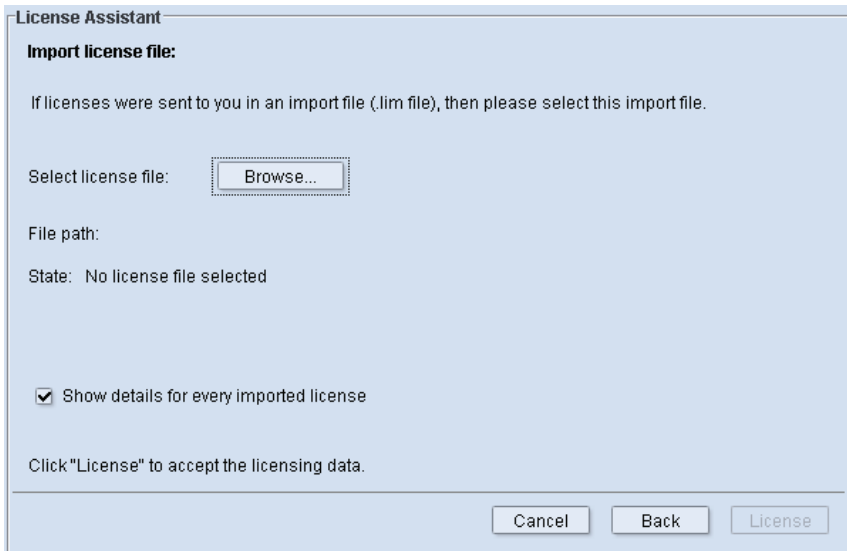 License Assistant
Import license file:
If licenses were sent to you in an import file (.lim file), then please select this import file.
Select license file: Browse...
File path:
State: No license file selected
Show details for every imported license
Click "License" to accept the licensing data.
Cancel Back License